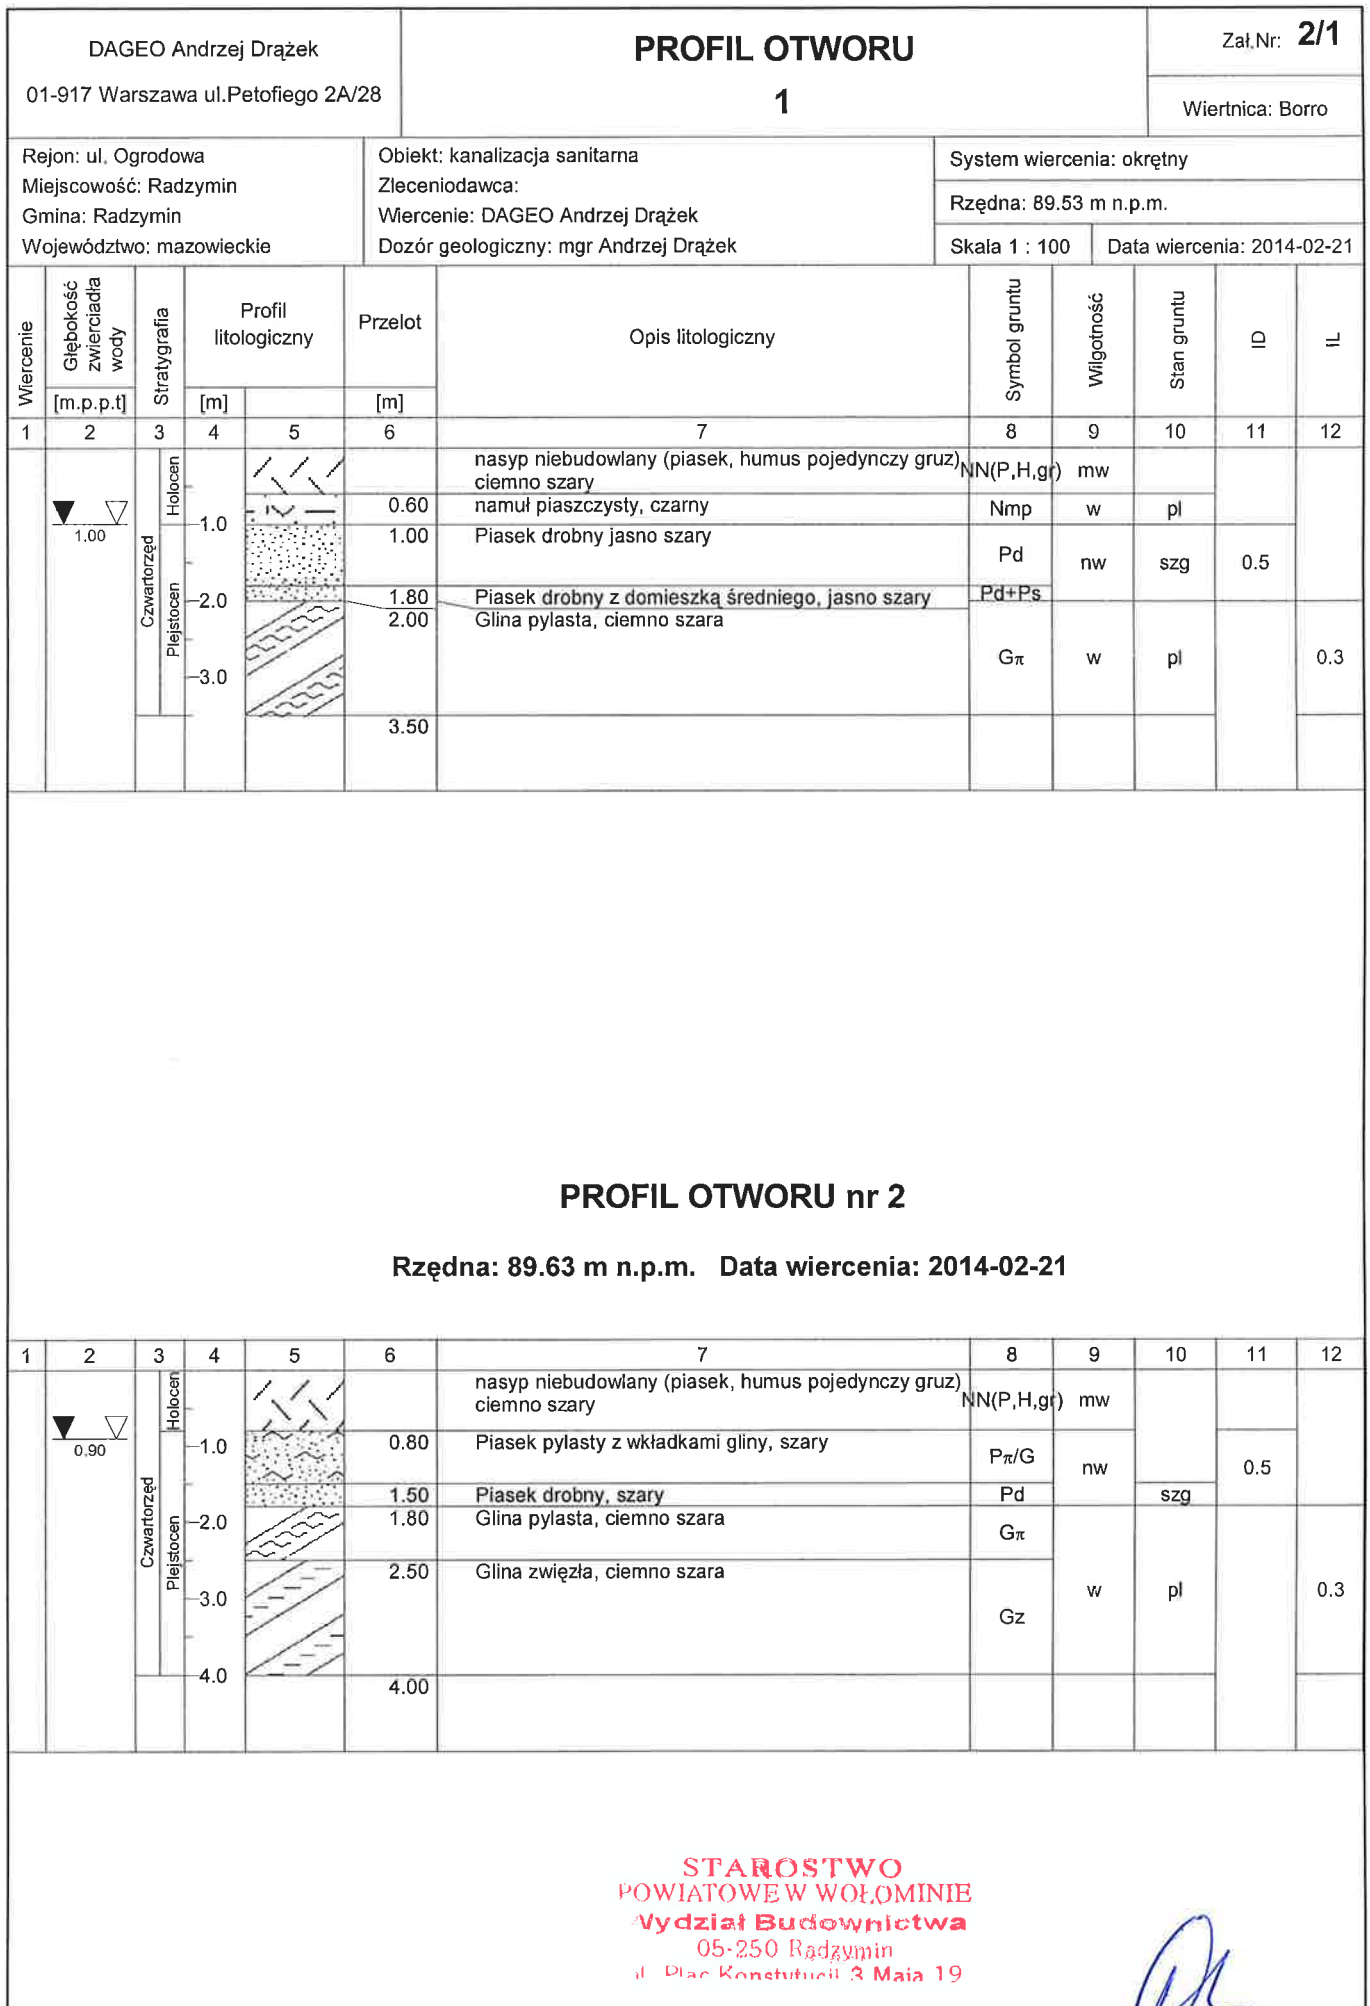 DAGEO Andrzej Drążek
01-917 Warszawa ul.Petofiego 2A/28
PROFIL OTWORU
1
Zał.Nr: 2/1
Wiertnica: Borro
Rejon: ul. Ogrodowa
Miejscowość: Radzymin
Gmina: Radzymin
Województwo: mazowieckie
Obiekt: kanalizacja sanitarna
Zleceniodawca:
Wiercenie: DAGEO Andrzej Drążek
Dozór geologiczny: mgr Andrzej Drążek
System wiercenia: okrętny
Rzędna: 89.53 m n.p.m.
Skala 1 : 100 Data wiercenia: 2014-02-21
Wiercenie
Głębokość zwierciadła wody
[m.p.p.t]
Stratygrafia
Profil litologiczny
[m]
Przelot
[m]
Opis litologiczny
Symbol gruntu
Wilgotność
Stan gruntu
ID
IL
1 2 3 4 5 6 7 8 9 10 11 12
1.00
Czwartorzęd
Holocen
Plejstocen
1.0
2.0
3.0
nasyp niebudowlany (piasek, humus pojedynczy gruz)
ciemno szary
NN(P,H,gr) mw
0.60 namuł piaszczysty, czarny Nmp w pl
1.00 Piasek drobny jasno szary Pd nw szg 0.5
1.80 Piasek drobny z domieszką średniego, jasno szary Pd+Ps
2.00 Glina pylasta, ciemno szara Gπ w pl 0.3
3.50
PROFIL OTWORU nr 2
Rzędna: 89.63 m n.p.m. Data wiercenia: 2014-02-21
1 2 3 4 5 6 7 8 9 10 11 12
0.90
Czwartorzęd
Holocen
Plejstocen
1.0
2.0
3.0
4.0
nasyp niebudowlany (piasek, humus pojedynczy gruz)
ciemno szary
NN(P,H,gr) mw
0.80 Piasek pylasty z wkładkami gliny, szary Pπ/G nw 0.5
1.50 Piasek drobny, szary Pd szg
1.80 Glina pylasta, ciemno szara Gπ
2.50 Glina zwięzła, ciemno szara Gz w pl 0.3
4.00
STAROSTWO
POWIATOWE W WOŁOMINIE
Wydział Budownictwa
05-250 Radzymin
Plac Konstytucji 3 Maja 19